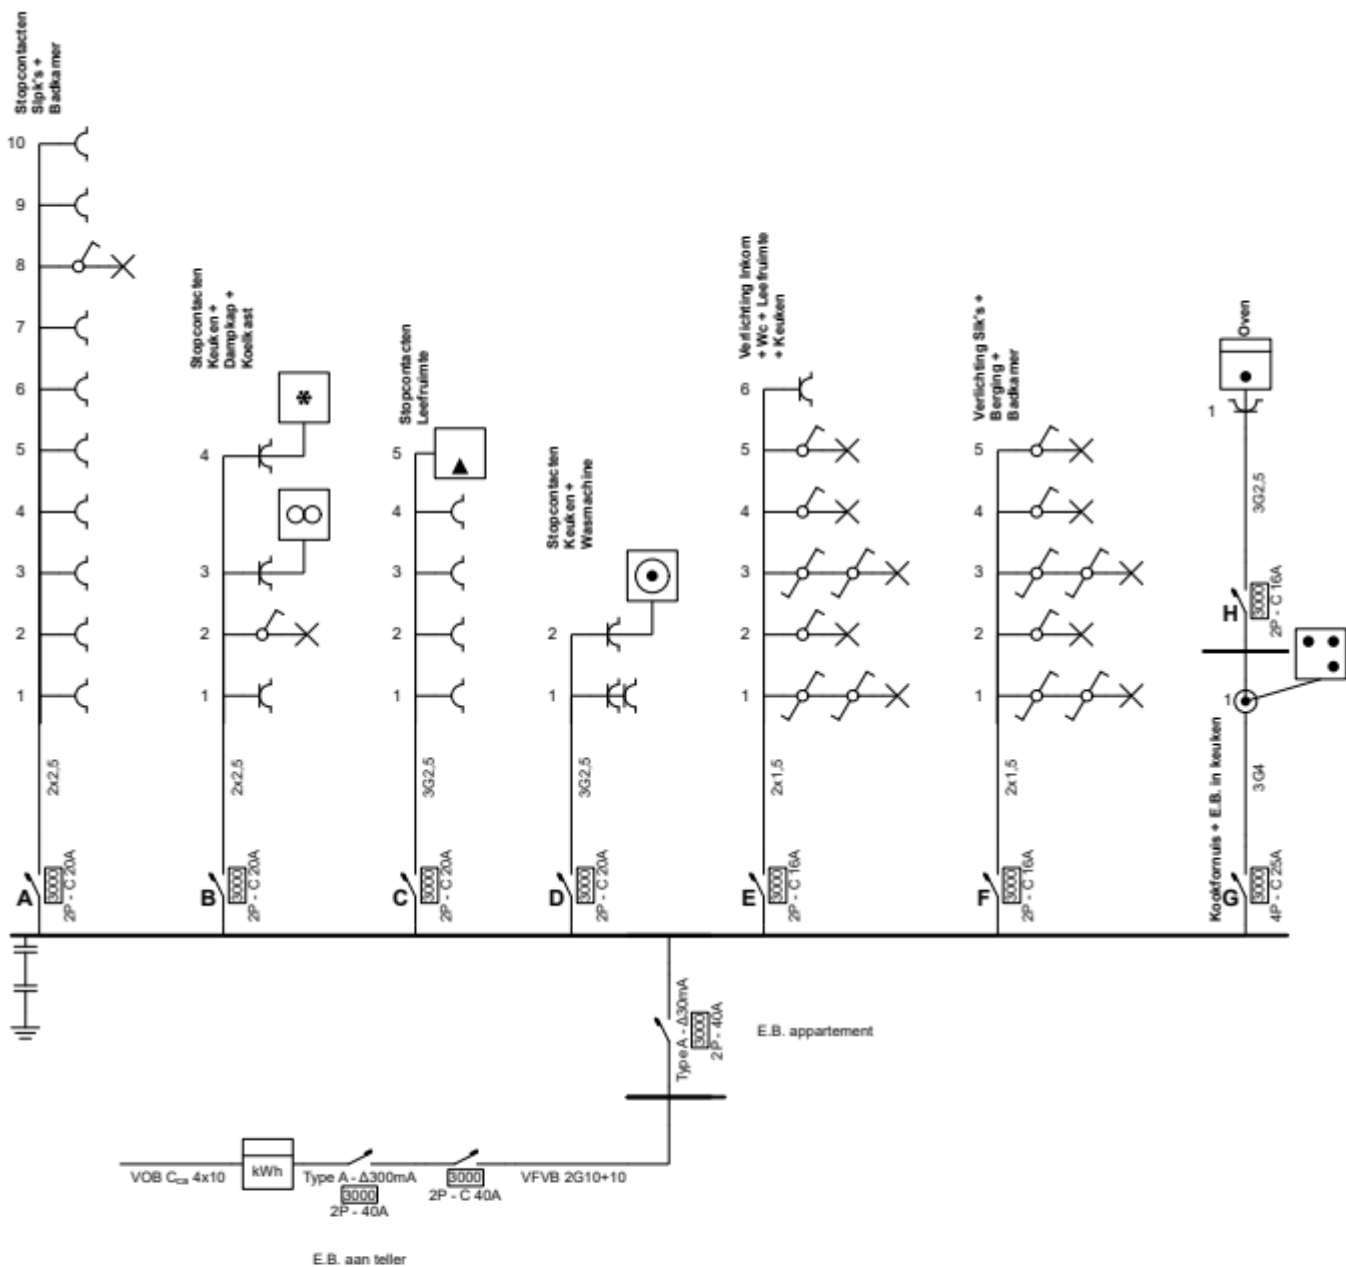 Stopcontacten
Slpk's +
Badkamer
10
9
8
7
6
5
4
3
2
1
2x2,5
A
3000
2P - C 20A
Stopcontacten
Keuken +
Dampkap +
Koelkast
4
*
3
2
1
2x2,5
B
3000
2P - C 20A
Stopcontacten
Leefruimte
5
4
3
2
1
3G2,5
C
3000
2P - C 20A
Stopcontacten
Keuken +
Wasmachine
2
1
3G2,5
D
3000
2P - C 20A
Verlichting Inkom
+ Wc + Leefruimte
+ Keuken
6
5
4
3
2
1
2x1,5
E
3000
2P - C 16A
Verlichting Slk's +
Berging +
Badkamer
5
4
3
2
1
2x1,5
F
3000
2P - C 16A
Oven
1
3G2,5
H
3000
2P - C 16A
1
Kookfornuis + E.B. in keuken
3G4
G
3000
4P - C 25A
Type A - Δ30mA
3000
2P - 40A
E.B. appartement
VOB Cca 4x10
kWh
Type A - Δ300mA
3000
2P - 40A
3000
2P - C 40A
VFVB 2G10+10
E.B. aan teller